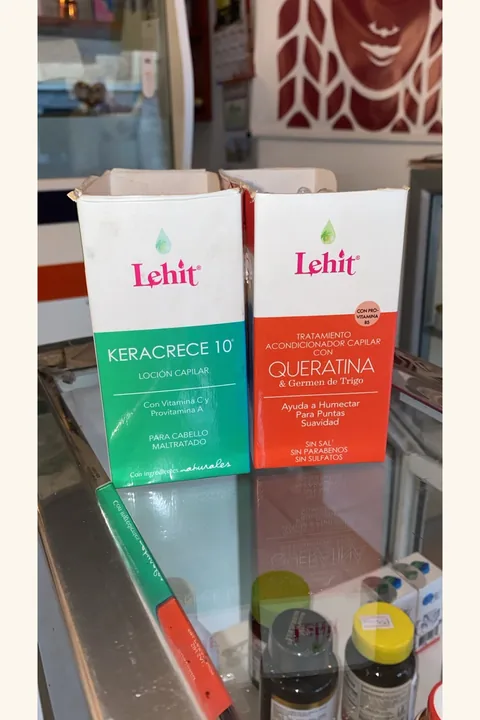 Lehit®
KERACRECE 10®
LOCIÓN CAPILAR
Con Vitamina C y
Provitamina A
PARA CABELLO
MALTRATADO
Con ingredientes naturales
Lehit®
CON PRO-
VITAMINA
B5
TRATAMIENTO
ACONDICIONADOR CAPILAR
CON
QUERATINA
& Germen de Trigo
Ayuda a Humectar
Para Puntas
Suavidad
SIN SAL
SIN PARABENOS
SIN SULFATOS